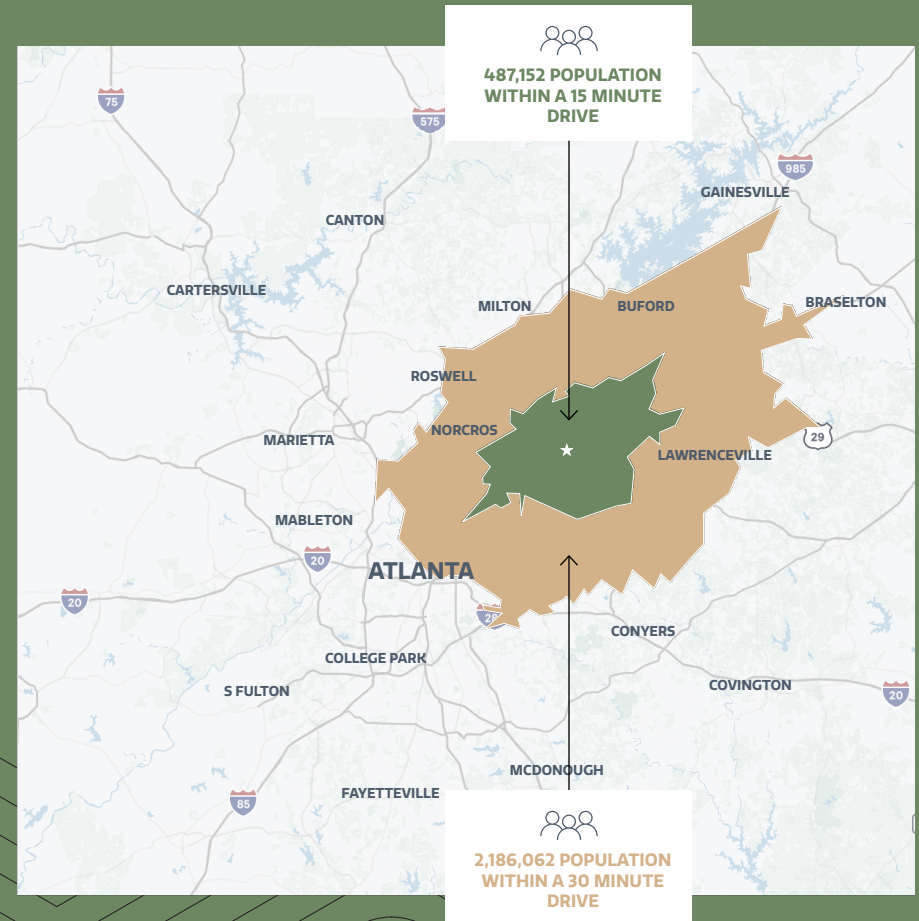 487,152 POPULATION
WITHIN A 15 MINUTE
DRIVE
75
575
985
GAINESVILLE
CANTON
CARTERSVILLE
MILTON
BUFORD
BRASELTON
ROSWELL
NORCROS
MARIETTA
29
LAWRENCEVILLE
MABLETON
20
ATLANTA
20
CONYERS
COLLEGE PARK
S FULTON
COVINGTON
20
MCDONOUGH
FAYETTEVILLE
85
2,186,062 POPULATION
WITHIN A 30 MINUTE
DRIVE